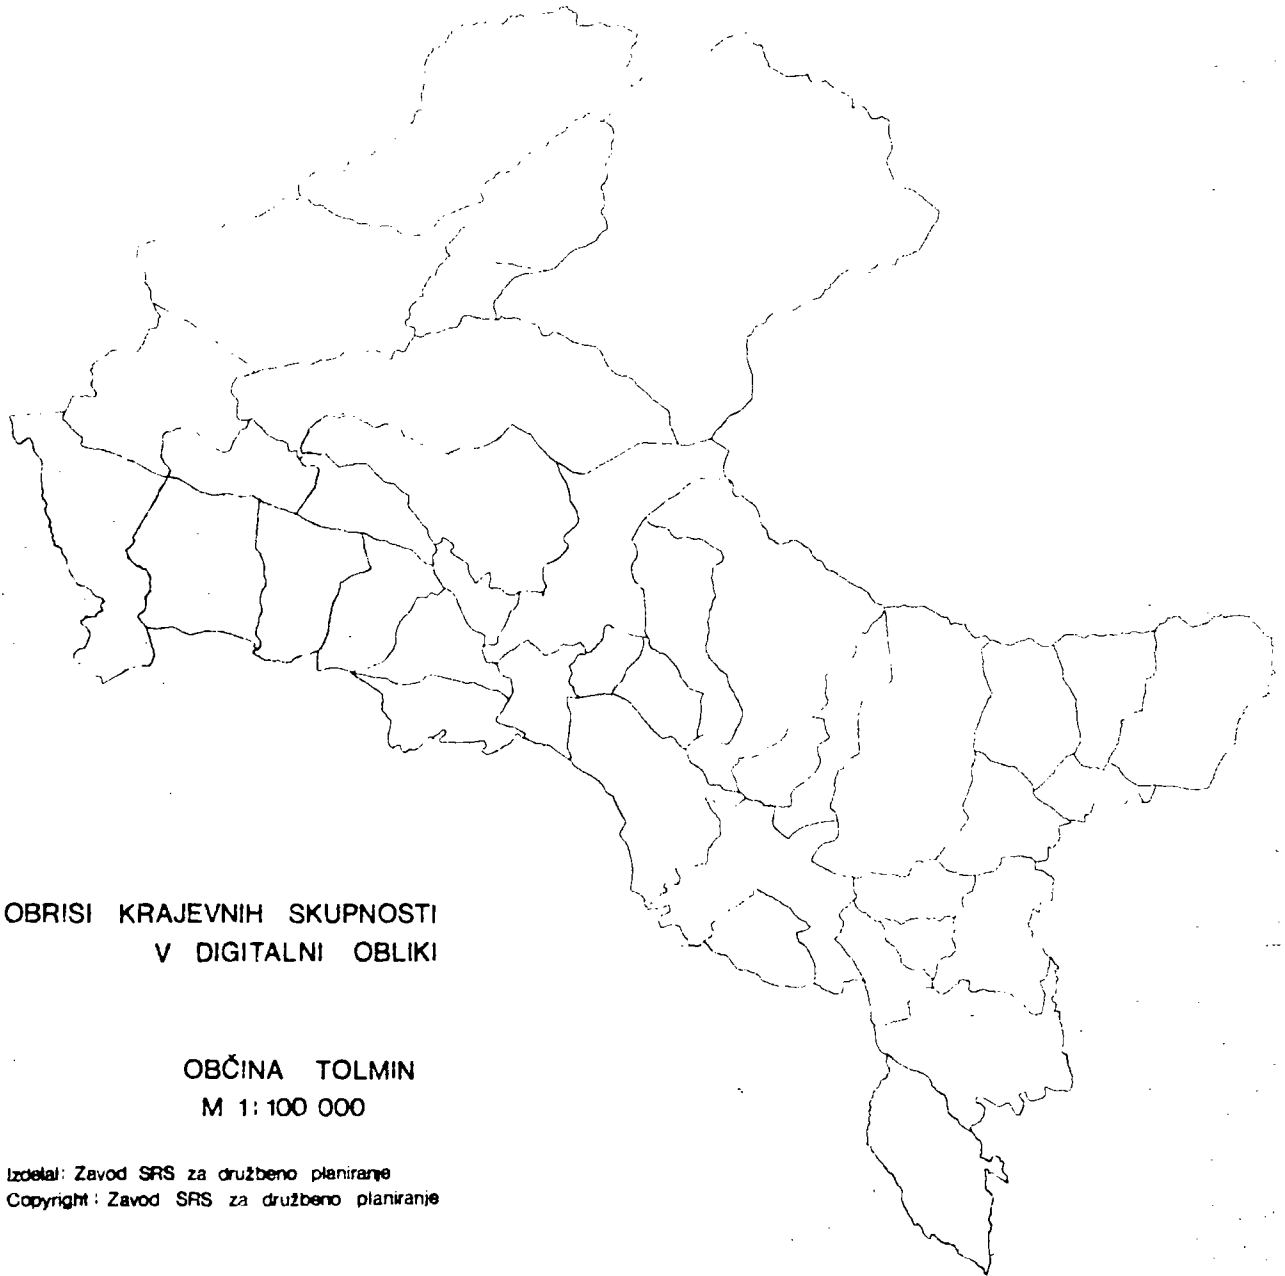 OBRISI KRAJEVNIH SKUPNOSTI
V DIGITALNI OBLIKI
OBČINA TOLMIN
M 1:100 000
Izdelal: Zavod SRS za družbeno planiranje
Copyright: Zavod SRS za družbeno planiranje